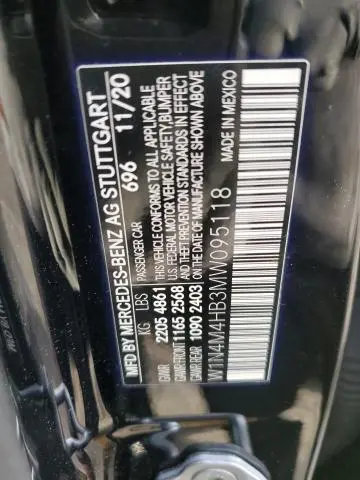 MFD BY MERCEDES-BENZ AG STUTTGART
696 11/20
PASSENGER CAR
THIS VEHICLE CONFORMS TO ALL APPLICABLE
U.S. FEDERAL MOTOR VEHICLE SAFETY, BUMPER
AND THEFT PREVENTION STANDARDS IN EFFECT
ON THE DATE OF MANUFACTURE SHOWN ABOVE
KG LBS
GVWR 2205 4861
GAWR/FRONT 1165 2568
GAWR/REAR 1090 2403
MADE IN MEXICO
W1N4M4HB3MW095118